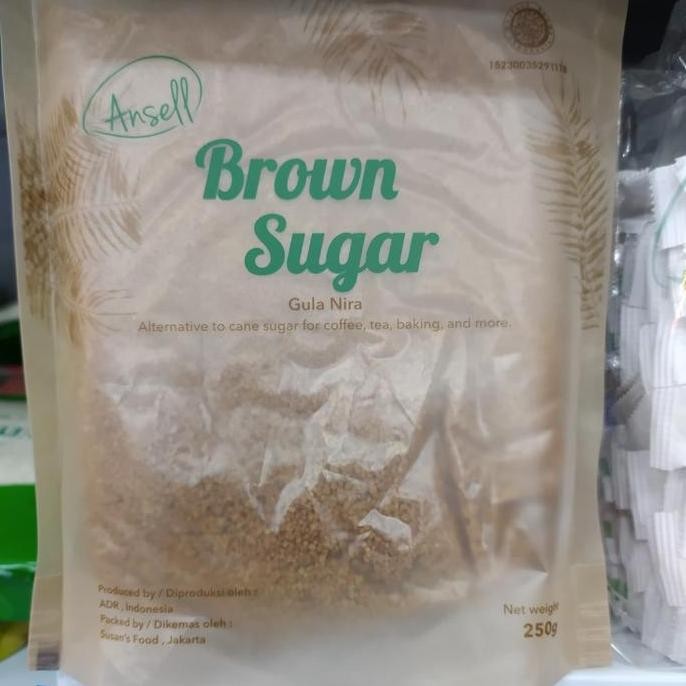 Ansell
15230035291118
Brown
Sugar
Gula Nira
Alternative to cane sugar for coffee, tea, baking, and more.
Produced by / Diproduksi oleh :
ADR , Indonesia
Packed by / Dikemas oleh :
Susan's Food , Jakarta
Net weight
250g